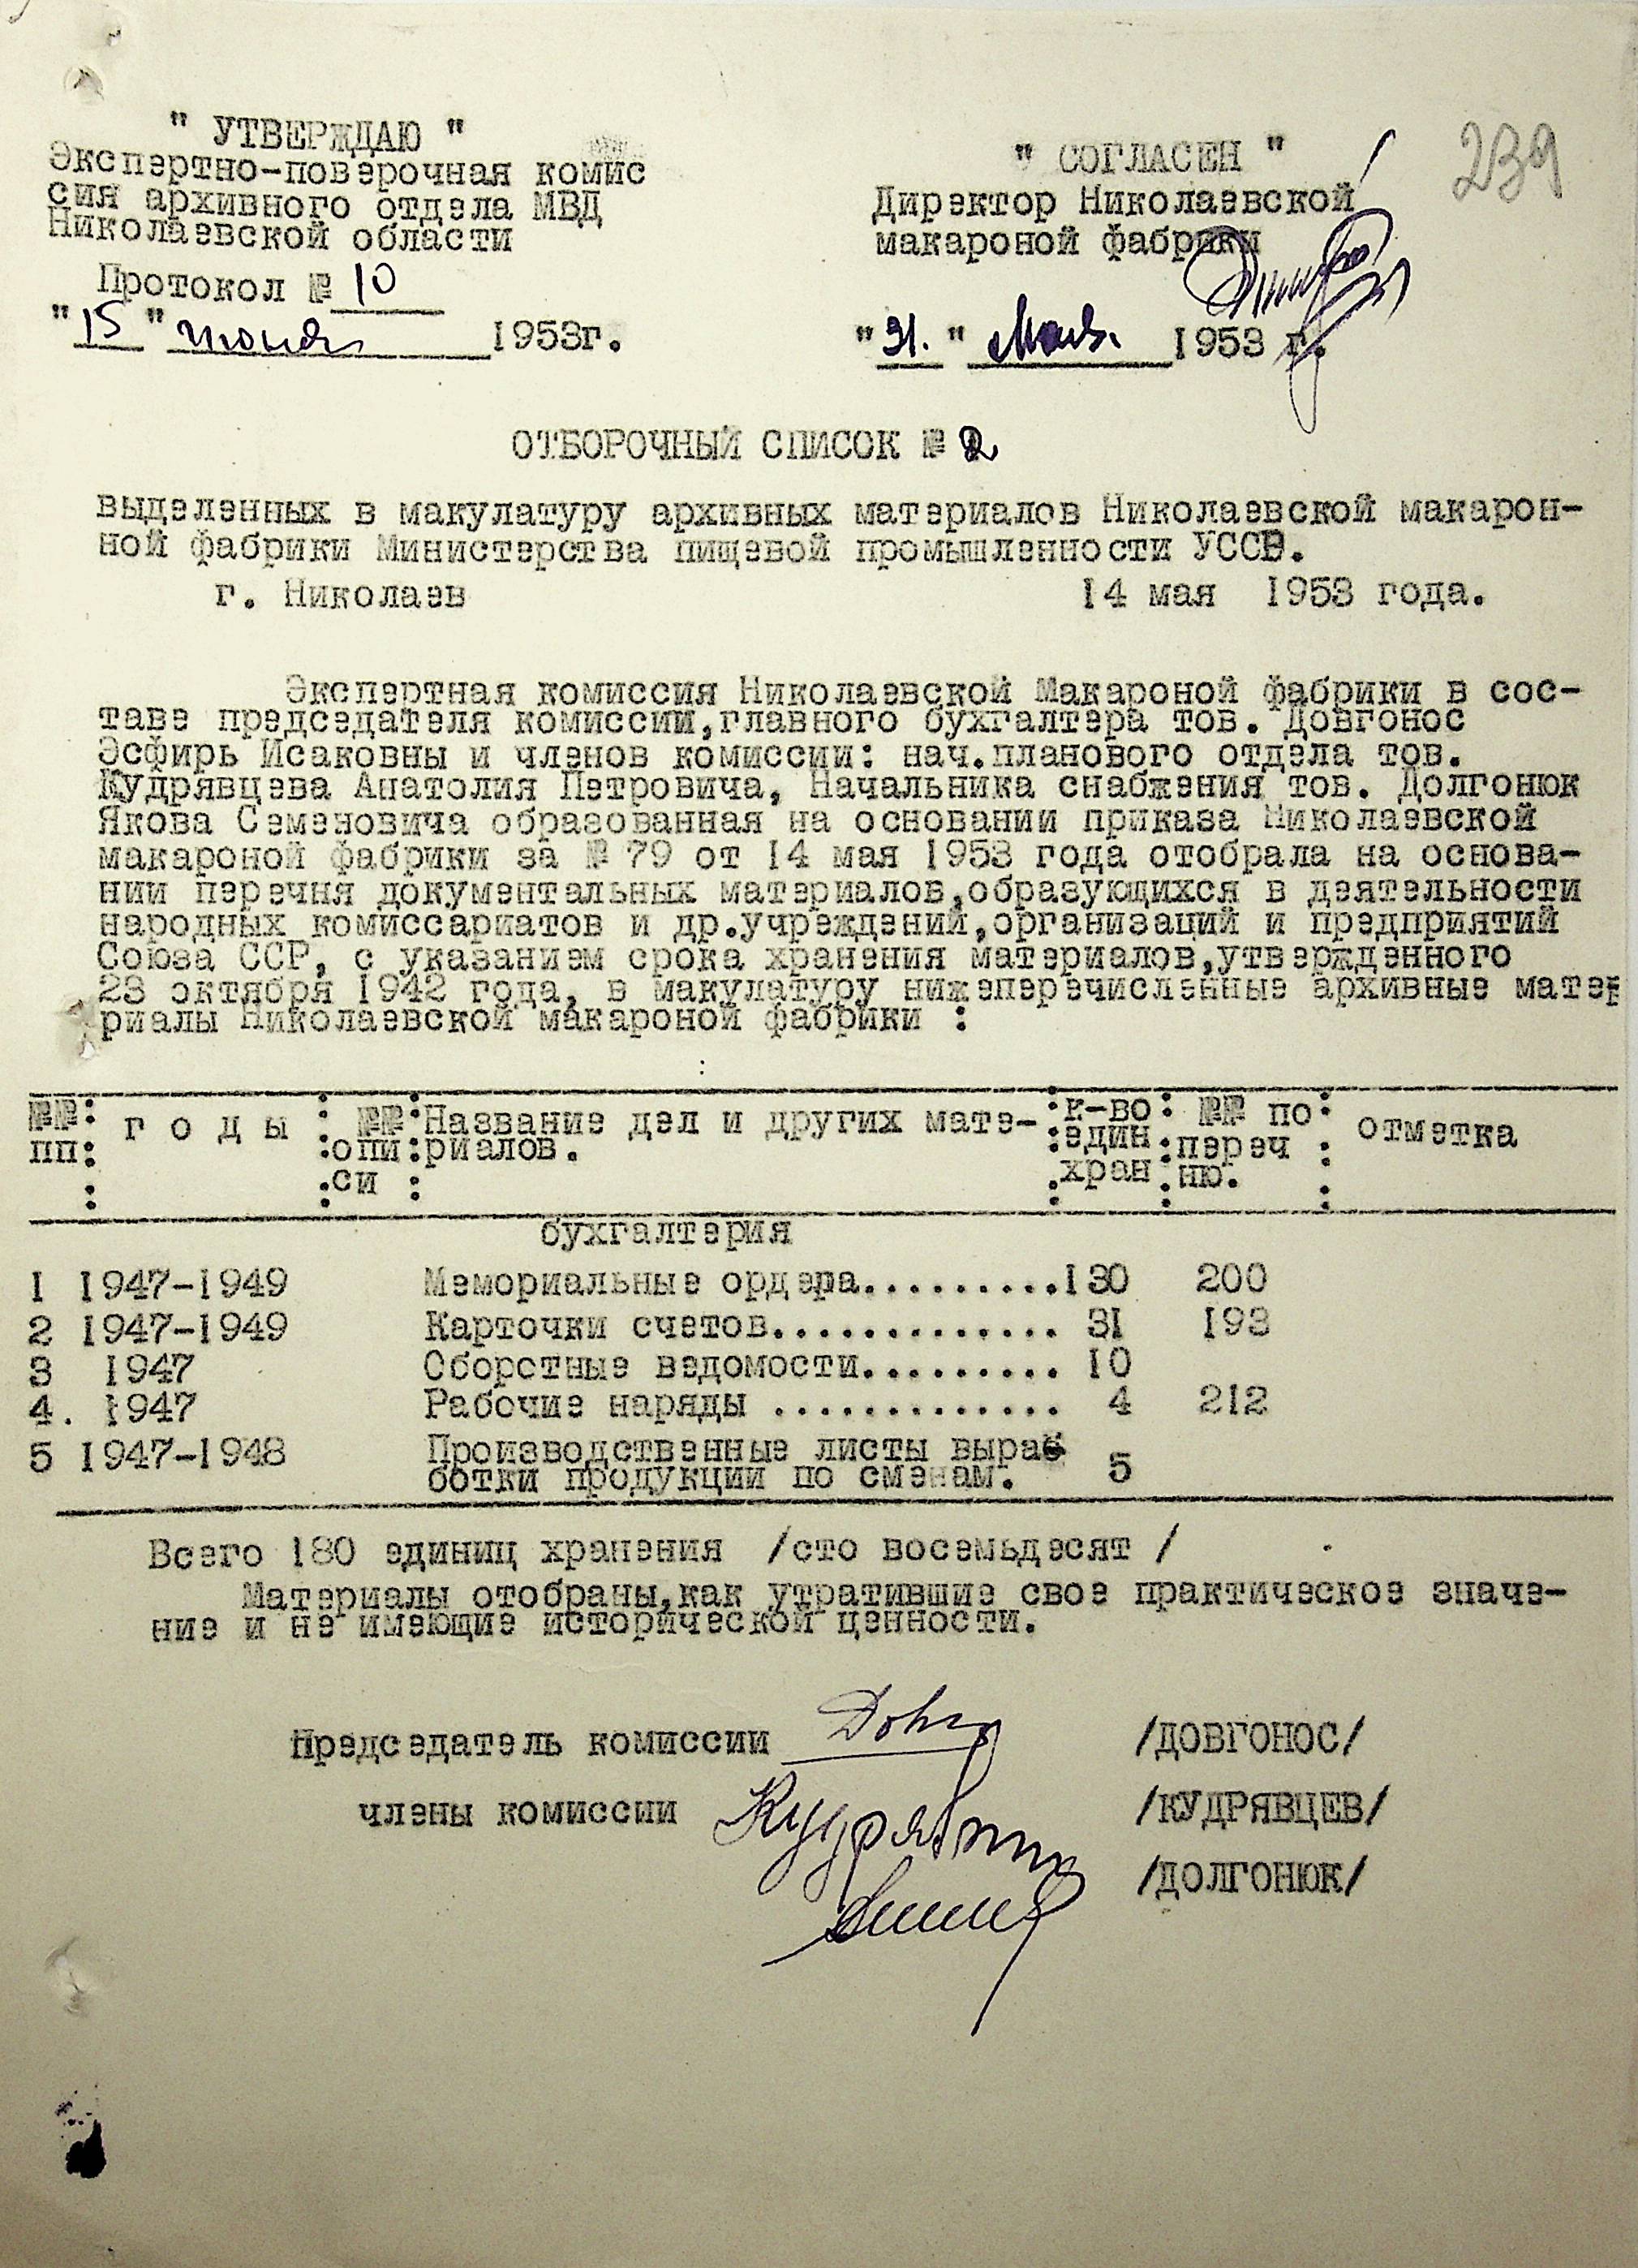 " УТВЕРЖДАЮ "
Экспертно-поверочная комис
сия архивного отдела МВД
Николаевской области
Протокол № 10
"15" июня 1953г.
" СОГЛАСЕН "
Директор Николаевской
макароной фабрики
"31." Мая. 1953 г.
239
ОТБОРОЧНЫЙ СПИСОК № 2
выделенных в макулатуру архивных материалов Николаевской макарон-
ной фабрики Министерства пищевой промышленности УССВ.
г. Николаев 14 мая 1953 года.
Экспертная комиссия Николаевской Макароной фабрики в сос-
таве председателя комиссии,главного бухгалтера тов. Довгонос
Эсфирь Исаковны и членов комиссии: нач.планового отдела тов.
Кудрявцева Анатолия Петровича, Начальника снабжения тов. Долгонюк
Якова Семеновича образованная на основании приказа Николаевской
макароной фабрики за № 79 от 14 мая 1953 года отобрала на основа-
нии перечня документальных материалов,образующихся в деятельности
народных комиссариатов и др.учреждений,организаций и предприятий
Союза ССР, с указанием срока хранения материалов,утвержденного
23 октября 1942 года, в макулатуру нижеперечисленные архивные мате
риалы Николаевской макароной фабрики :
№№ : г о д ы : №№ : Название дел и других мате- : к-во : №№ по : отметка
пп: :опи :риалов. :един :переч :
: :си : .хран :ню. :
бухгалтерия
1 1947-1949 Мемориальные ордера.........130 200
2 1947-1949 Карточки счетов............. 31 193
3 1947 Оборотные ведомости......... 10
4. 1947 Рабочие наряды ............. 4 212
5 1947-1948 Производственные листы выраб
ботки продукции по сменам. 5
Всего 180 единиц хранения /сто восемьдесят /
Материалы отобраны,как утратившие свое практическое значе-
ние и не имеющие исторической ценности.
Председатель комиссии Довг /ДОВГОНОС/
члены комиссии Кудрявцев /КУДРЯВЦЕВ/
/ДОЛГОНЮК/